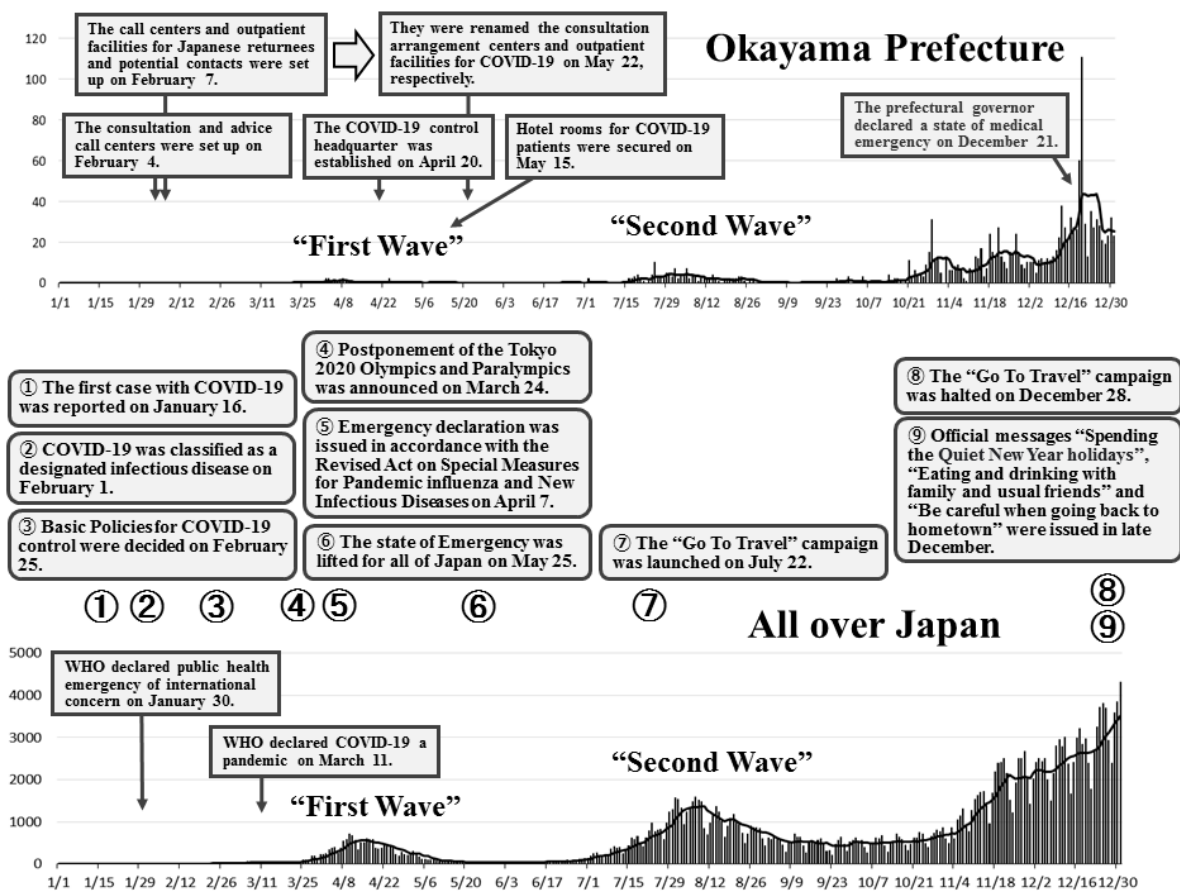 The call centers and outpatient
facilities for Japanese returnees
and potential contacts were set
up on February 7.
They were renamed the consultation
arrangement centers and outpatient
facilities for COVID-19 on May 22,
respectively.
Okayama Prefecture
The consultation and advice
call centers were set up on
February 4.
The COVID-19 control
headquarter was
established on April 20.
Hotel rooms for COVID-19
patients were secured on
May 15.
The prefectural governor
declared a state of medical
emergency on December 21.
120
100
80
60
40
20
0
“First Wave”
“Second Wave”
1/1 1/15 1/29 2/12 2/26 3/11 3/25 4/8 4/22 5/6 5/20 6/3 6/17 7/1 7/15 7/29 8/12 8/26 9/9 9/23 10/7 10/21 11/4 11/18 12/2 12/16 12/30
① The first case with COVID-19
was reported on January 16.
② COVID-19 was classified as a
designated infectious disease on
February 1.
③ Basic Policies for COVID-19
control were decided on February
25.
④ Postponement of the Tokyo
2020 Olympics and Paralympics
was announced on March 24.
⑤ Emergency declaration was
issued in accordance with the
Revised Act on Special Measures
for Pandemic influenza and New
Infectious Diseases on April 7.
⑥ The state of Emergency was
lifted for all of Japan on May 25.
⑦ The “Go To Travel” campaign
was launched on July 22.
⑧ The “Go To Travel” campaign
was halted on December 28.
⑨ Official messages “Spending
the Quiet New Year holidays”,
“Eating and drinking with
family and usual friends” and
“Be careful when going back to
hometown” were issued in late
December.
① ② ③ ④ ⑤ ⑥ ⑦ ⑧
⑨
All over Japan
WHO declared public health
emergency of international
concern on January 30.
WHO declared COVID-19 a
pandemic on March 11.
5000
4000
3000
2000
1000
0
“First Wave”
“Second Wave”
1/1 1/15 1/29 2/12 2/26 3/11 3/25 4/8 4/22 5/6 5/20 6/3 6/17 7/1 7/15 7/29 8/12 8/26 9/9 9/23 10/7 10/21 11/4 11/18 12/2 12/16 12/30